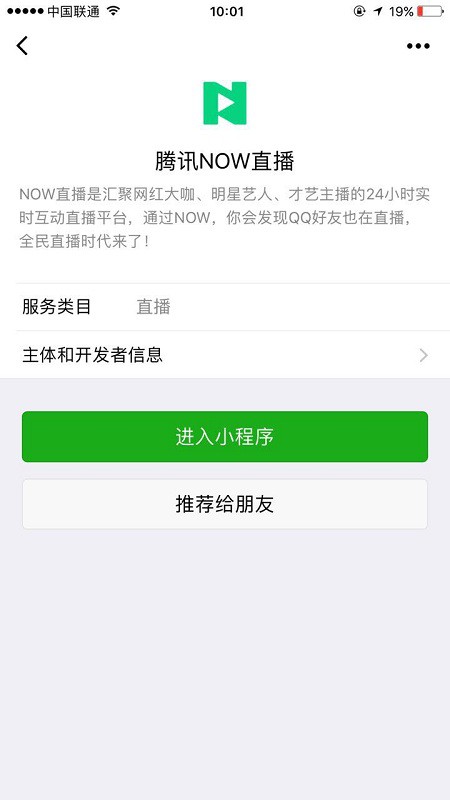 中国联通 10:01 19%
腾讯NOW直播
NOW直播是汇聚网红大咖、明星艺人、才艺主播的24小时实
时互动直播平台，通过NOW，你会发现QQ好友也在直播，
全民直播时代来了！
服务类目 直播
主体和开发者信息
进入小程序
推荐给朋友